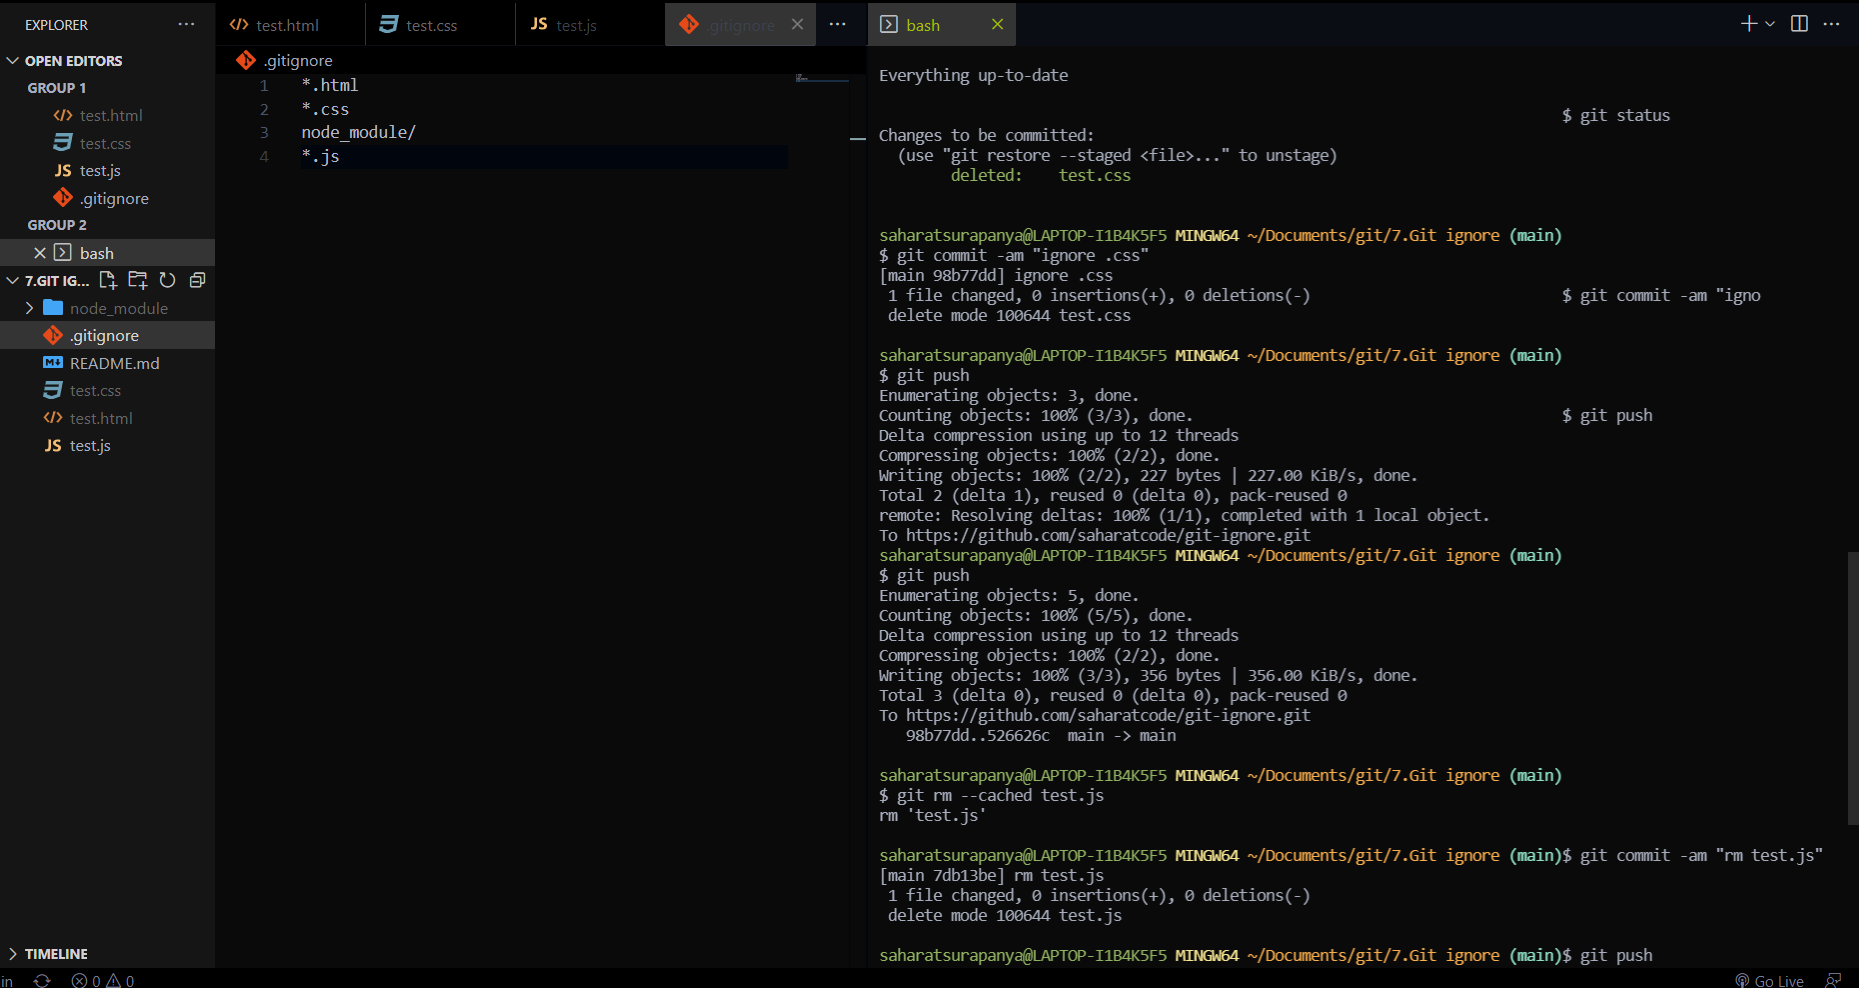 EXPLORER
OPEN EDITORS
GROUP 1
test.html
test.css
JS test.js
.gitignore
GROUP 2
bash
7.GIT IG...
node_module
.gitignore
README.md
test.css
test.html
JS test.js
TIMELINE
test.html
test.css
JS test.js
.gitignore
.gitignore
1 *.html
2 *.css
3 node_module/
4 *.js
bash
Everything up-to-date
$ git status
Changes to be committed:
(use "git restore --staged <file>..." to unstage)
deleted: test.css
saharatsurapanya@LAPTOP-I1B4K5F5 MINGW64 ~/Documents/git/7.Git ignore (main)
$ git commit -am "ignore .css"
[main 98b77dd] ignore .css
1 file changed, 0 insertions(+), 0 deletions(-) $ git commit -am "igno
delete mode 100644 test.css
saharatsurapanya@LAPTOP-I1B4K5F5 MINGW64 ~/Documents/git/7.Git ignore (main)
$ git push
Enumerating objects: 3, done.
Counting objects: 100% (3/3), done. $ git push
Delta compression using up to 12 threads
Compressing objects: 100% (2/2), done.
Writing objects: 100% (2/2), 227 bytes | 227.00 KiB/s, done.
Total 2 (delta 1), reused 0 (delta 0), pack-reused 0
remote: Resolving deltas: 100% (1/1), completed with 1 local object.
To https://github.com/saharatcode/git-ignore.git
saharatsurapanya@LAPTOP-I1B4K5F5 MINGW64 ~/Documents/git/7.Git ignore (main)
$ git push
Enumerating objects: 5, done.
Counting objects: 100% (5/5), done.
Delta compression using up to 12 threads
Compressing objects: 100% (2/2), done.
Writing objects: 100% (3/3), 356 bytes | 356.00 KiB/s, done.
Total 3 (delta 0), reused 0 (delta 0), pack-reused 0
To https://github.com/saharatcode/git-ignore.git
98b77dd..526626c main -> main
saharatsurapanya@LAPTOP-I1B4K5F5 MINGW64 ~/Documents/git/7.Git ignore (main)
$ git rm --cached test.js
rm 'test.js'
saharatsurapanya@LAPTOP-I1B4K5F5 MINGW64 ~/Documents/git/7.Git ignore (main)$ git commit -am "rm test.js"
[main 7db13be] rm test.js
1 file changed, 0 insertions(+), 0 deletions(-)
delete mode 100644 test.js
saharatsurapanya@LAPTOP-I1B4K5F5 MINGW64 ~/Documents/git/7.Git ignore (main)$ git push
in 0 0 Go Live